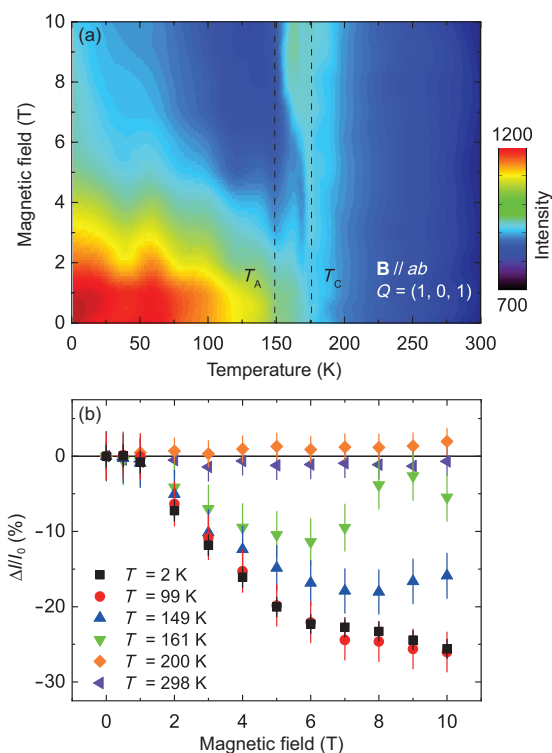 (a)
10
8
6
4
2
0
Magnetic field (T)
T_A
T_C
B // ab
Q = (1, 0, 1)
0 50 100 150 200 250 300
Temperature (K)
1200
700
Intensity
(b)
0
−10
−20
−30
ΔI/I₀ (%)
T = 2 K
T = 99 K
T = 149 K
T = 161 K
T = 200 K
T = 298 K
0 2 4 6 8 10
Magnetic field (T)